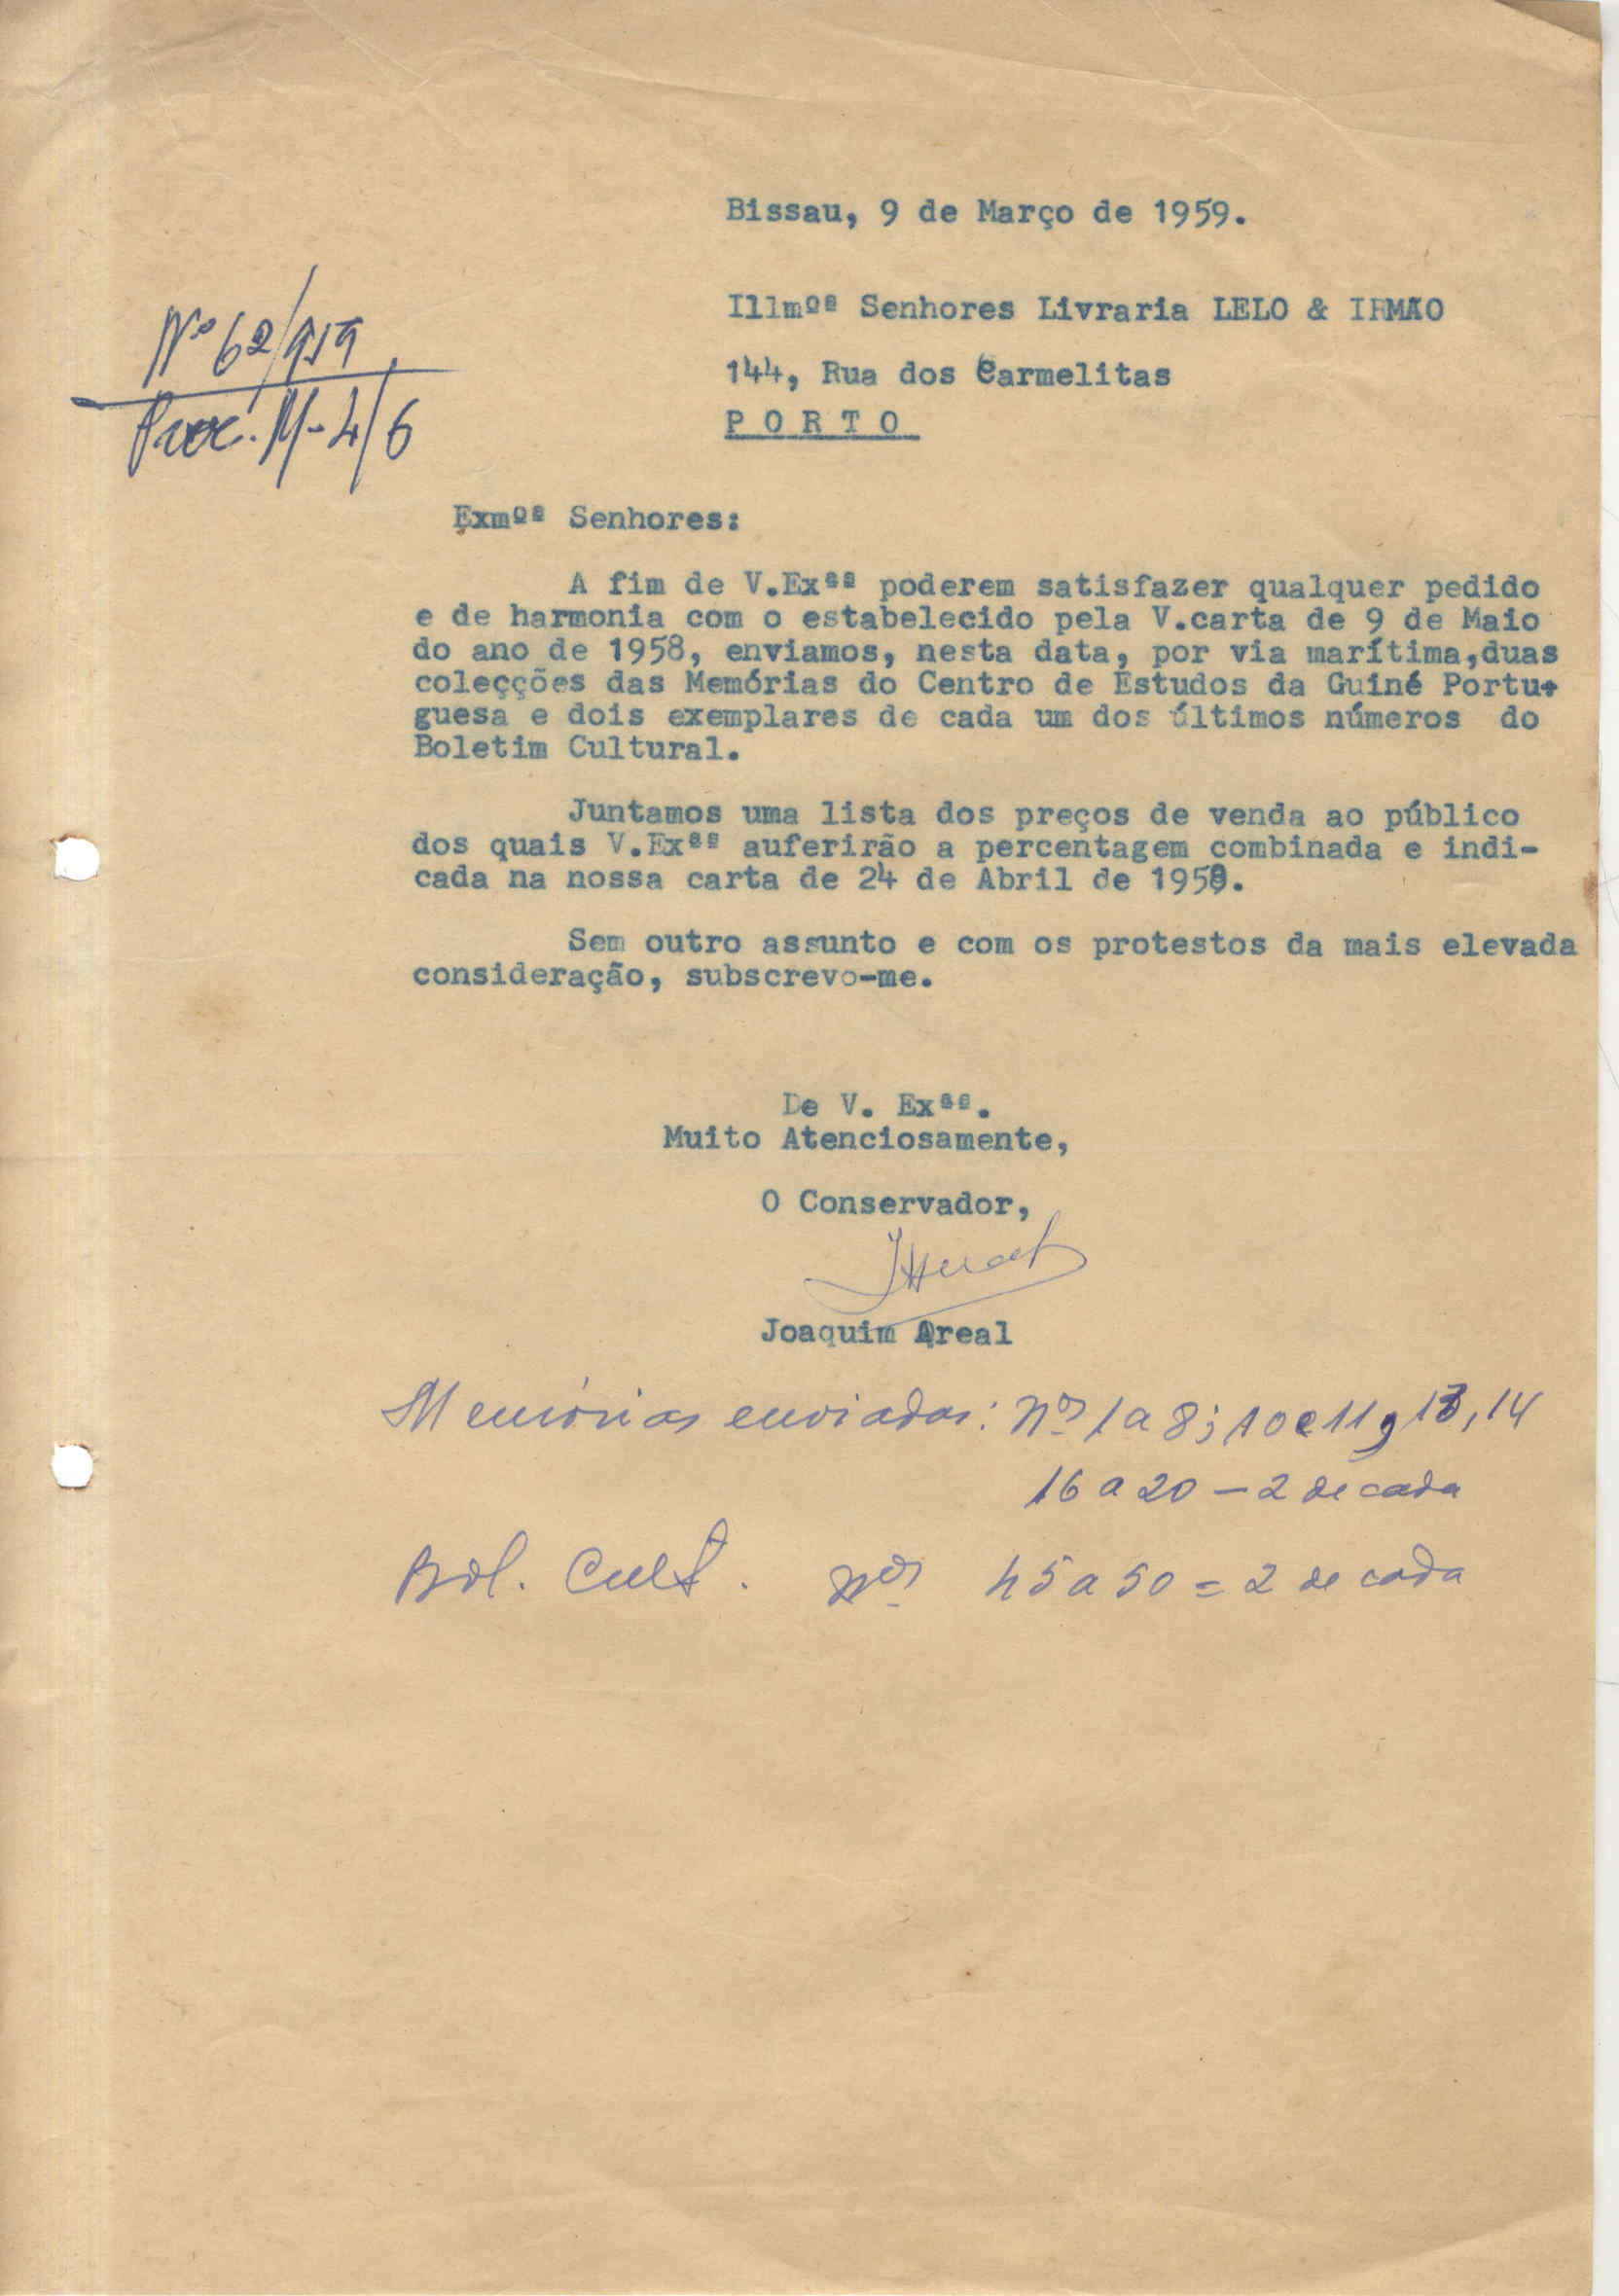 Bissau, 9 de Março de 1959.
Illmºs Senhores Livraria LELO & IRMÃO
Nº 62/959
144, Rua dos Carmelitas
Proc. M-4/6
P O R T O
Exmºs Senhores:
A fim de V.Exªs poderem satisfazer qualquer pedido
e de harmonia com o estabelecido pela V.carta de 9 de Maio
do ano de 1958, enviamos, nesta data, por via marítima,duas
colecções das Memórias do Centro de Estudos da Guiné Portu-
guesa e dois exemplares de cada um dos últimos números do
Boletim Cultural.
Juntamos uma lista dos preços de venda ao público
dos quais V.Exªs auferirão a percentagem combinada e indi-
cada na nossa carta de 24 de Abril de 1958.
Sem outro assunto e com os protestos da mais elevada
consideração, subscrevo-me.
De V. Exªs.
Muito Atenciosamente,
O Conservador,
JAreal
Joaquim Areal
Memórias enviadas: Nºs 1 a 8; 10 e 11, 13, 14
16 a 20 - 2 de cada
Bol. Cult. Nºs 45 a 50 = 2 de cada